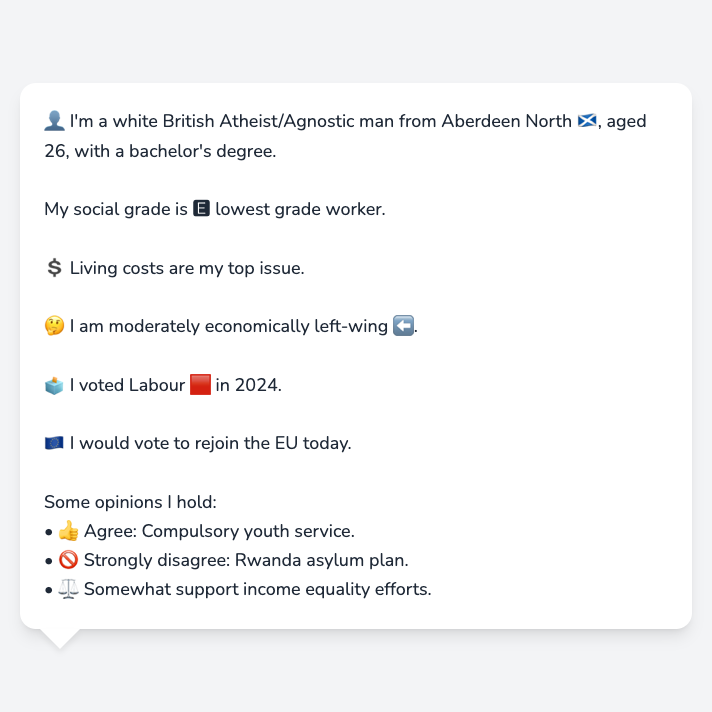 👤 I'm a white British Atheist/Agnostic man from Aberdeen North 🏴󠁧󠁢󠁳󠁣󠁴󠁿, aged
26, with a bachelor's degree.
My social grade is 🅴 lowest grade worker.
💲 Living costs are my top issue.
🤔 I am moderately economically left-wing ⬅️.
🗳️ I voted Labour 🟥 in 2024.
🇪🇺 I would vote to rejoin the EU today.
Some opinions I hold:
• 👍 Agree: Compulsory youth service.
• 🚫 Strongly disagree: Rwanda asylum plan.
• ⚖️ Somewhat support income equality efforts.